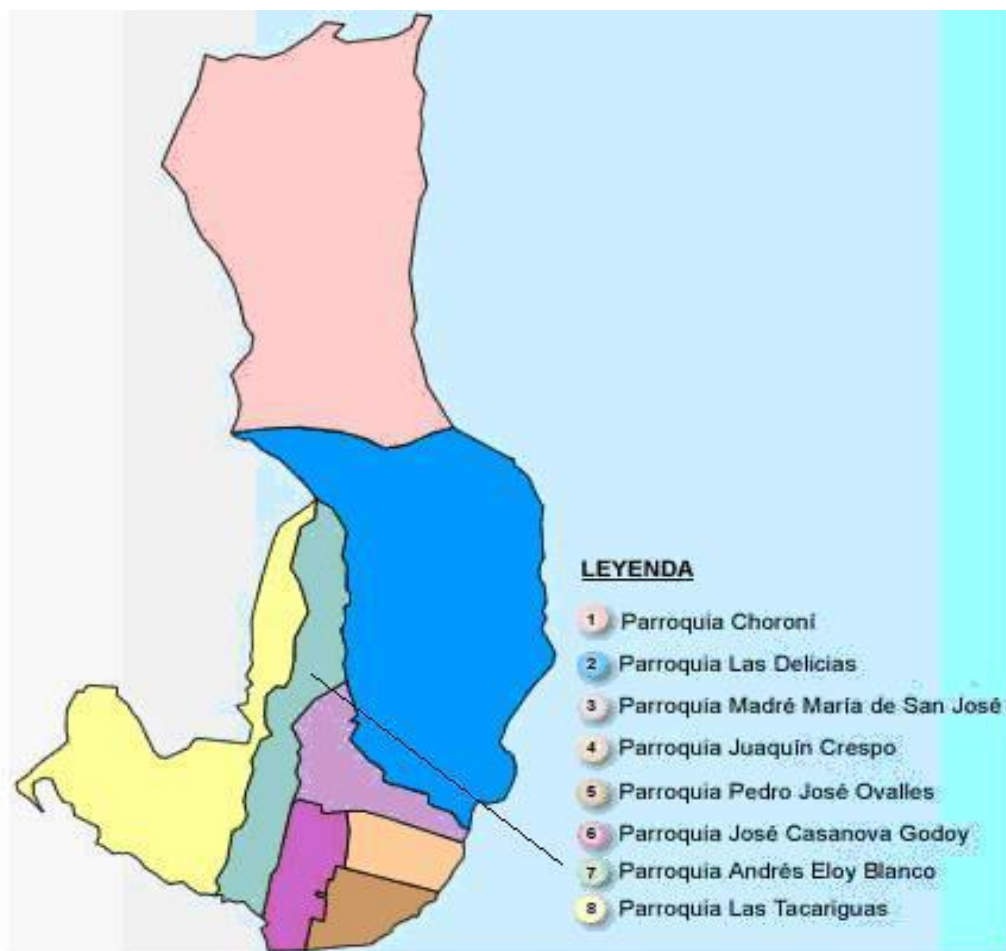 LEYENDA
1 Parroquia Choroní
2 Parroquia Las Delicias
3 Parroquia Madré María de San José
4 Parroquia Juaquín Crespo
5 Parroquia Pedro José Ovalles
6 Parroquia José Casanova Godoy
7 Parroquia Andrés Eloy Blanco
8 Parroquia Las Tacariguas